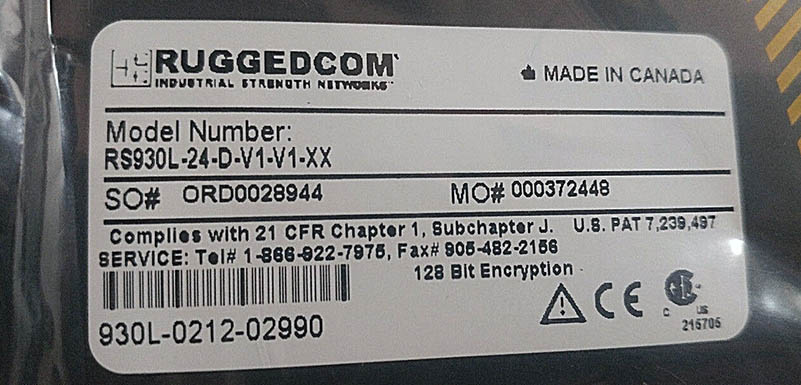 RUGGEDCOM
INDUSTRIAL STRENGTH NETWORKS™
MADE IN CANADA
Model Number:
RS930L-24-D-V1-V1-XX
SO# ORD0028944 MO# 000372448
Complies with 21 CFR Chapter 1, Subchapter J. U.S. PAT 7,239,497
SERVICE: Tel# 1-866-922-7975, Fax# 905-482-2156
128 Bit Encryption
930L-0212-02990
CE
C US
215705